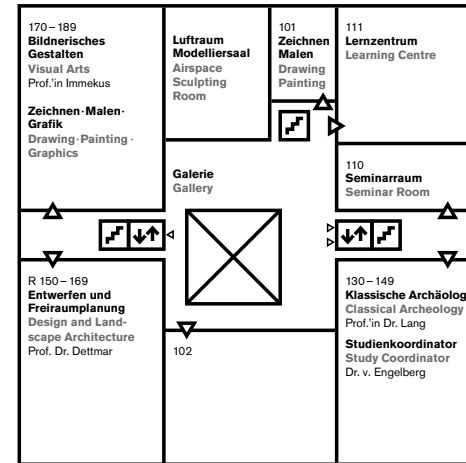 170 – 189
Bildnerisches
Gestalten
Visual Arts
Prof.'in Immekus
Zeichnen·Malen·
Grafik
Drawing·Painting·
Graphics
Luftraum
Modelliersaal
Airspace
Sculpting
Room
101
Zeichnen
Malen
Drawing
Painting
111
Lernzentrum
Learning Centre
110
Seminarraum
Seminar Room
Galerie
Gallery
R 150 – 169
Entwerfen und
Freiraumplanung
Design and Land-
scape Architecture
Prof. Dr. Dettmar
102
130 – 149
Klassische Archäolog
Classical Archeology
Prof.'in Dr. Lang
Studienkoordinator
Study Coordinator
Dr. v. Engelberg